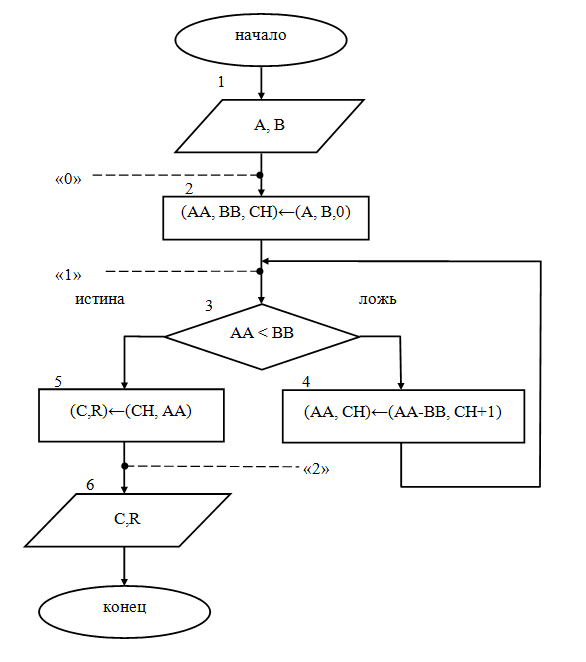 начало
1
A, B
«0»
2
(AA, BB, CH)←(A, B,0)
«1»
истина
3
ложь
AA < BB
5
4
(C,R)←(CH, AA)
(AA, CH)←(AA-BB, CH+1)
«2»
6
C,R
конец